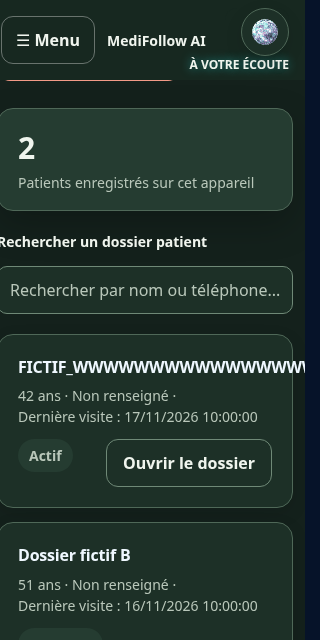 ☰ Menu
MediFollow AI
À VOTRE ÉCOUTE
2
Patients enregistrés sur cet appareil
Rechercher un dossier patient
Rechercher par nom ou téléphone...
42 ans · Non renseigné ·
Dernière visite : 17/11/2026 10:00:00
Actif
Ouvrir le dossier
Dossier fictif B
51 ans · Non renseigné ·
Dernière visite : 16/11/2026 10:00:00